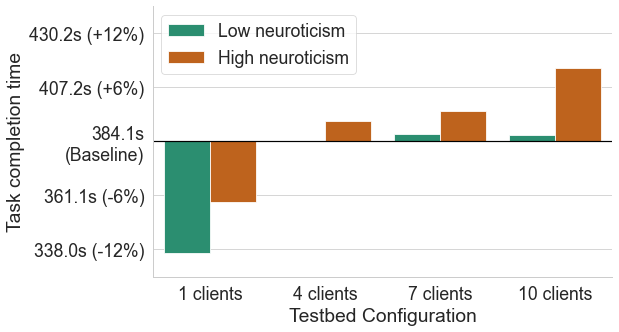 Task completion time
430.2s (+12%)
407.2s (+6%)
384.1s
(Baseline)
361.1s (-6%)
338.0s (-12%)
Low neuroticism
High neuroticism
1 clients
4 clients
7 clients
10 clients
Testbed Configuration